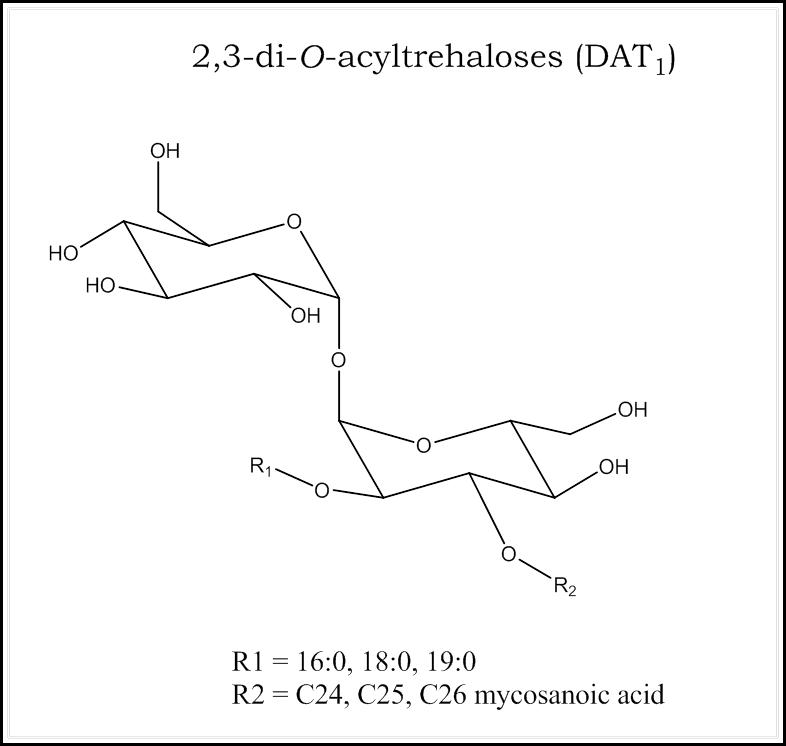 2,3-di-O-acyltrehaloses (DAT₁)
OH
O
HO
HO
OH
O
OH
O
R₁
OH
O
O
R₂
R1 = 16:0, 18:0, 19:0
R2 = C24, C25, C26 mycosanoic acid